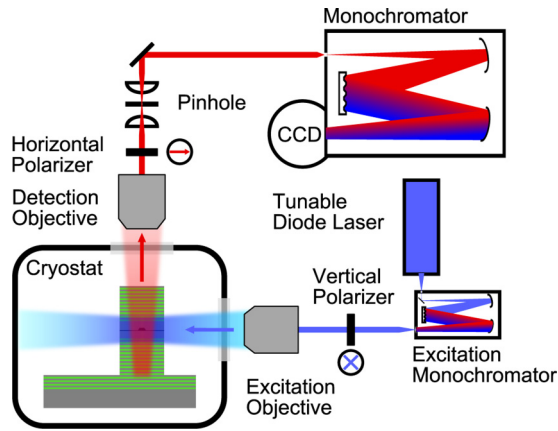 Monochromator
Pinhole
CCD
Horizontal
Polarizer
Detection
Objective
Tunable
Diode Laser
Cryostat
Vertical
Polarizer
Excitation
Objective
Excitation
Monochromator